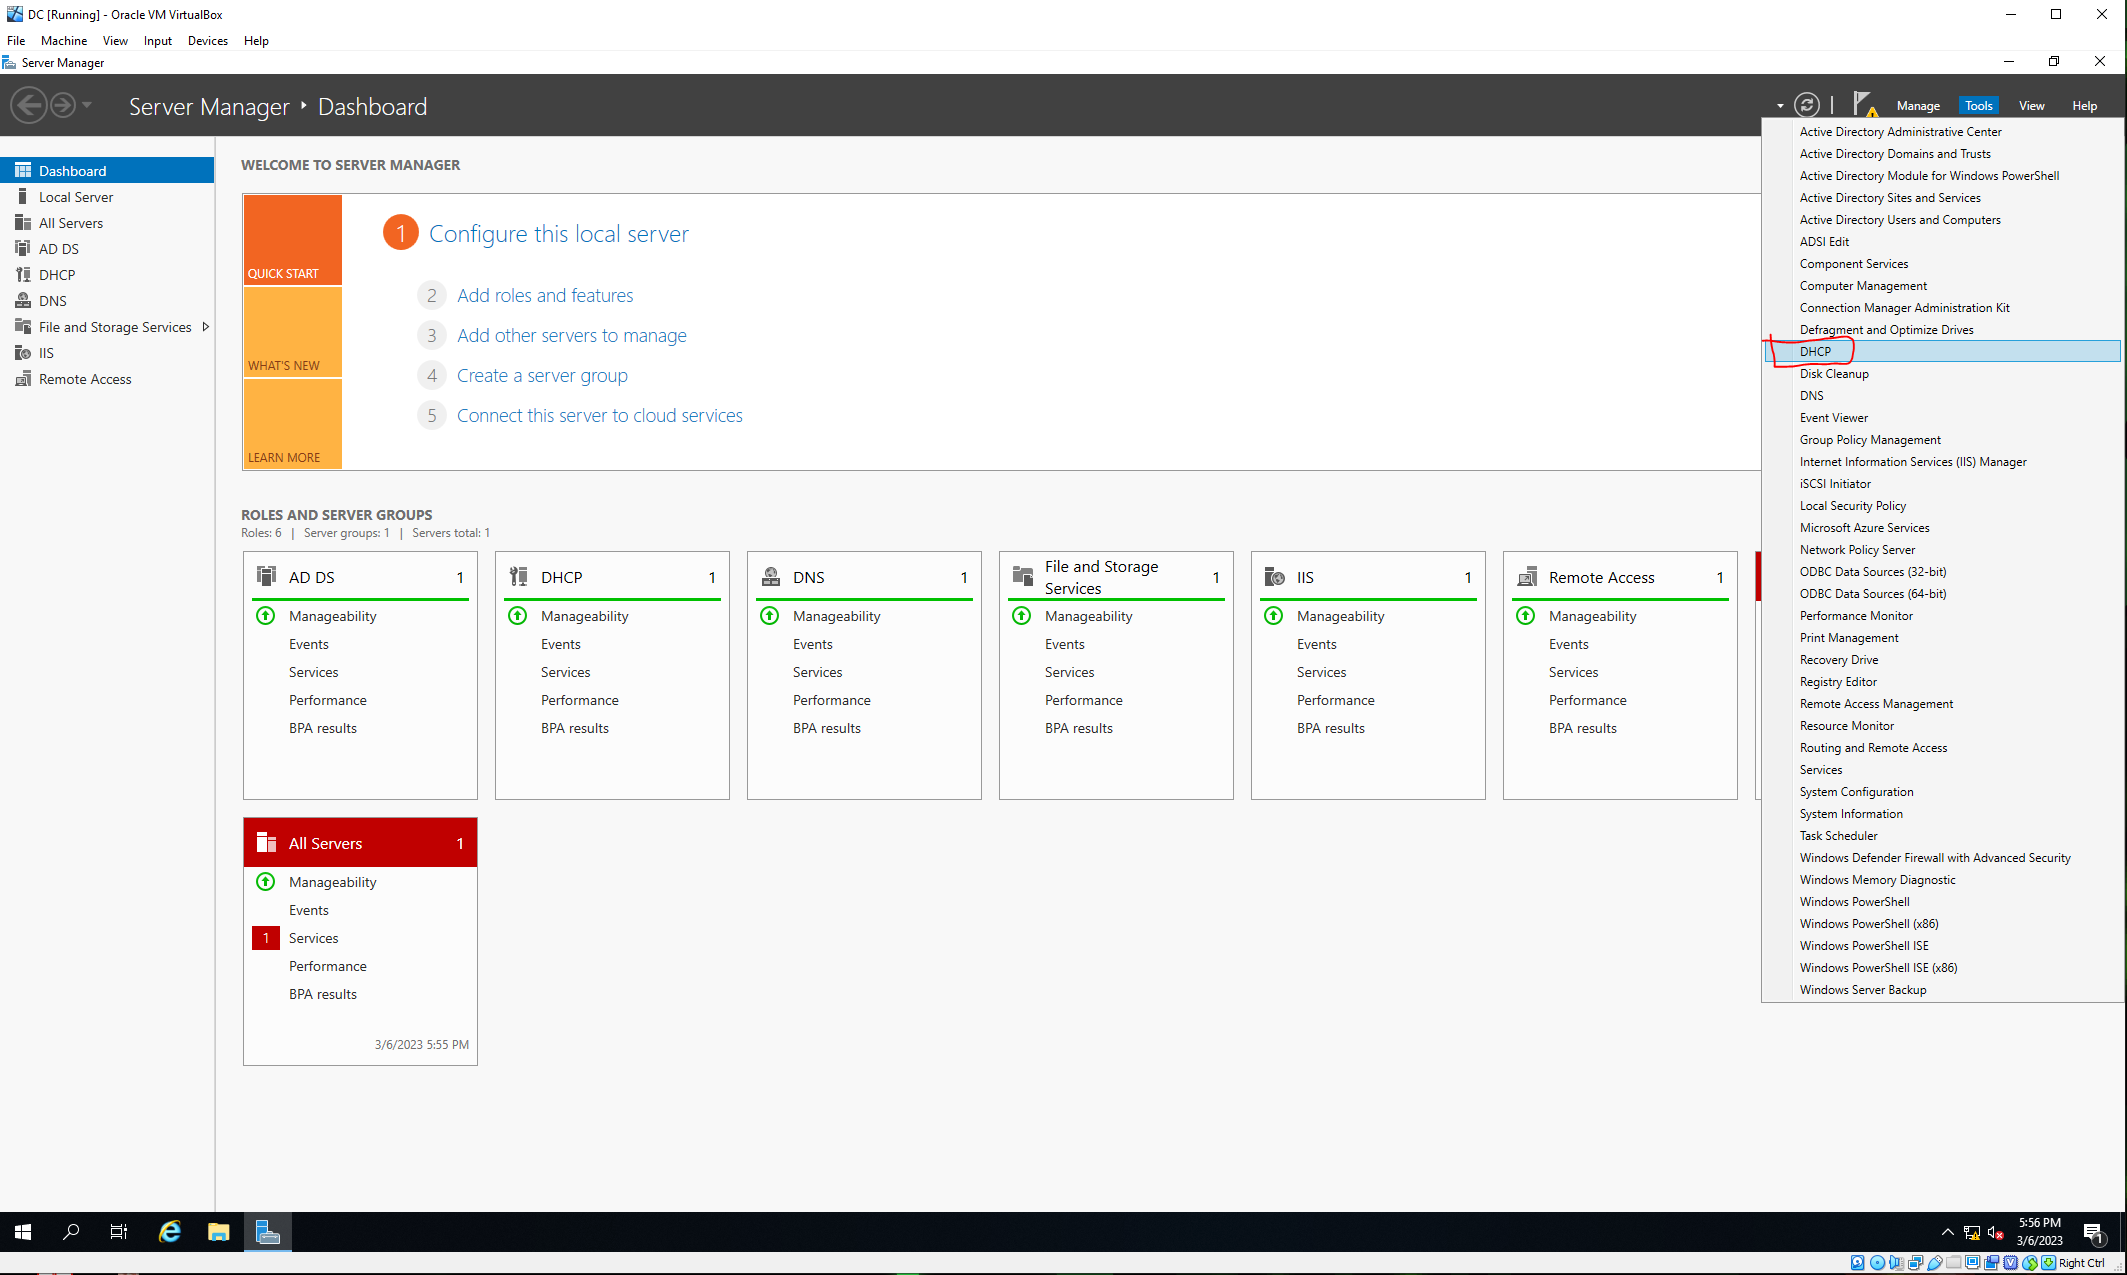 DC [Running] - Oracle VM VirtualBox
File Machine View Input Devices Help
Server Manager
Server Manager Dashboard
Manage Tools View Help
Dashboard
Local Server
All Servers
AD DS
DHCP
DNS
File and Storage Services
IIS
Remote Access
WELCOME TO SERVER MANAGER
QUICK START
WHAT'S NEW
LEARN MORE
1 Configure this local server
2 Add roles and features
3 Add other servers to manage
4 Create a server group
5 Connect this server to cloud services
ROLES AND SERVER GROUPS
Roles: 6 | Server groups: 1 | Servers total: 1
AD DS 1
Manageability
Events
Services
Performance
BPA results
DHCP 1
Manageability
Events
Services
Performance
BPA results
DNS 1
Manageability
Events
Services
Performance
BPA results
File and Storage
Services 1
Manageability
Events
Services
Performance
BPA results
IIS 1
Manageability
Events
Services
Performance
BPA results
Remote Access 1
Manageability
Events
Services
Performance
BPA results
All Servers 1
Manageability
Events
1 Services
Performance
BPA results
3/6/2023 5:55 PM
Active Directory Administrative Center
Active Directory Domains and Trusts
Active Directory Module for Windows PowerShell
Active Directory Sites and Services
Active Directory Users and Computers
ADSI Edit
Component Services
Computer Management
Connection Manager Administration Kit
Defragment and Optimize Drives
DHCP
Disk Cleanup
DNS
Event Viewer
Group Policy Management
Internet Information Services (IIS) Manager
iSCSI Initiator
Local Security Policy
Microsoft Azure Services
Network Policy Server
ODBC Data Sources (32-bit)
ODBC Data Sources (64-bit)
Performance Monitor
Print Management
Recovery Drive
Registry Editor
Remote Access Management
Resource Monitor
Routing and Remote Access
Services
System Configuration
System Information
Task Scheduler
Windows Defender Firewall with Advanced Security
Windows Memory Diagnostic
Windows PowerShell
Windows PowerShell (x86)
Windows PowerShell ISE
Windows PowerShell ISE (x86)
Windows Server Backup
5:56 PM
3/6/2023
1
Right Ctrl